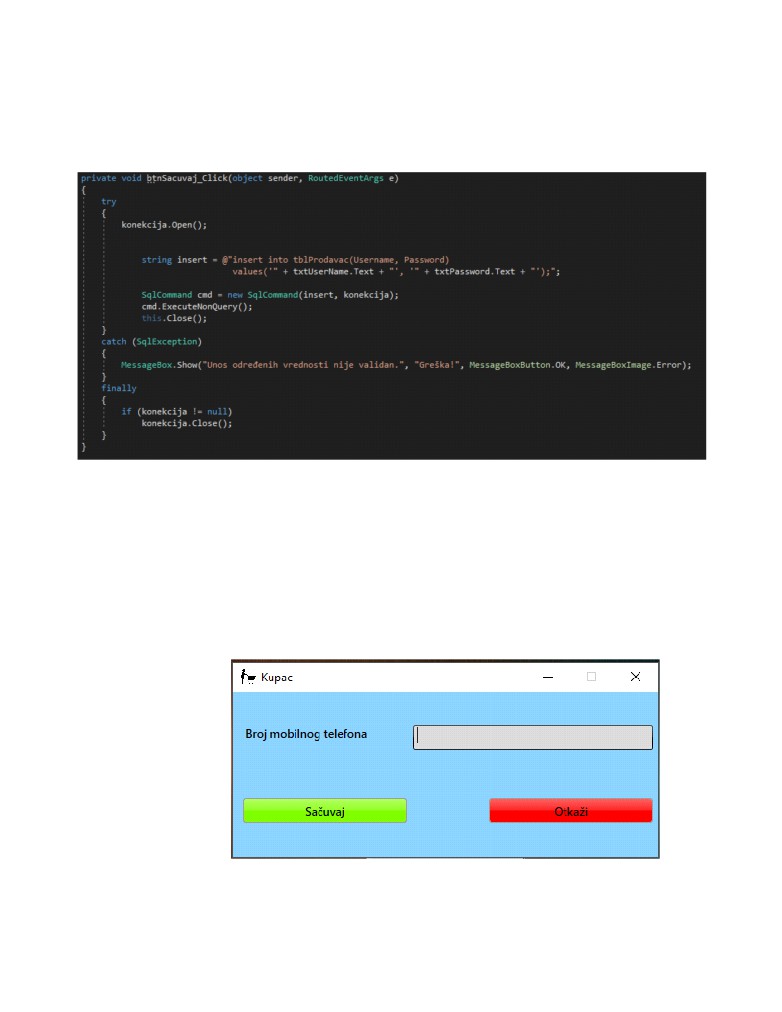 private void btnSacuvaj_Click(object sender, RoutedEventArgs e)
{
try
{
konekcija.Open();
string insert = @"insert into tblProdavac(Username, Password)
values('" + txtUserName.Text + "', '" + txtPassword.Text + "');";
SqlCommand cmd = new SqlCommand(insert, konekcija);
cmd.ExecuteNonQuery();
this.Close();
}
catch (SqlException)
{
MessageBox.Show("Unos određenih vrednosti nije validan.", "Greška!", MessageBoxButton.OK, MessageBoxImage.Error);
}
finally
{
if (konekcija != null)
konekcija.Close();
}
}
Kupac
Broj mobilnog telefona
Sačuvaj
Otkaži